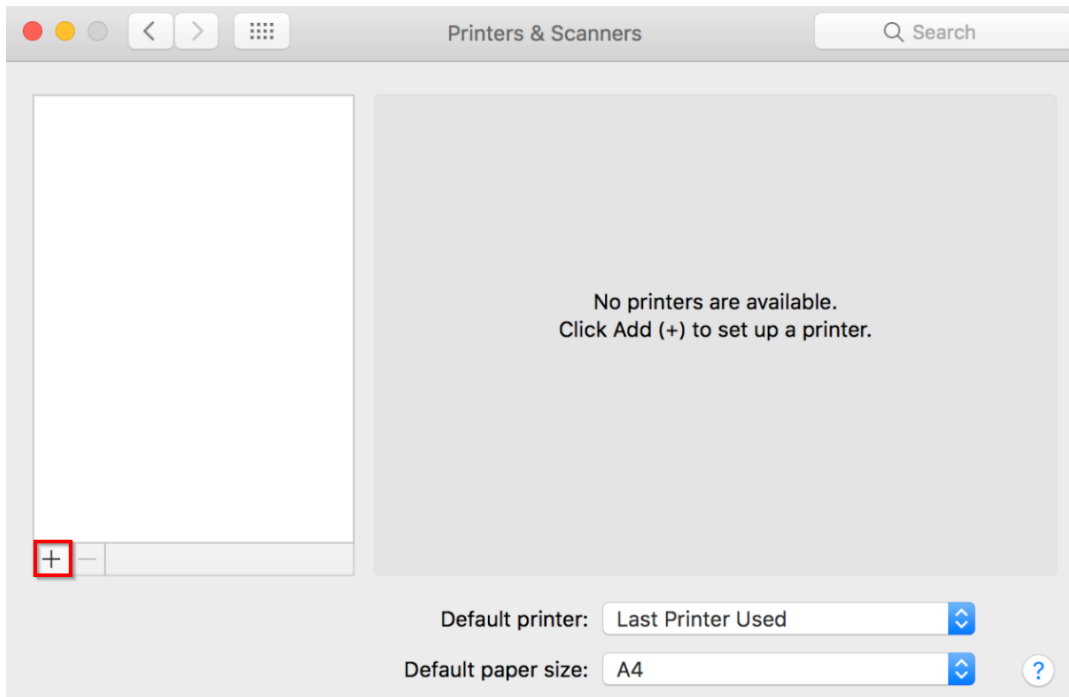 Printers & Scanners
Search
No printers are available.
Click Add (+) to set up a printer.
+ −
Default printer: Last Printer Used
Default paper size: A4
?